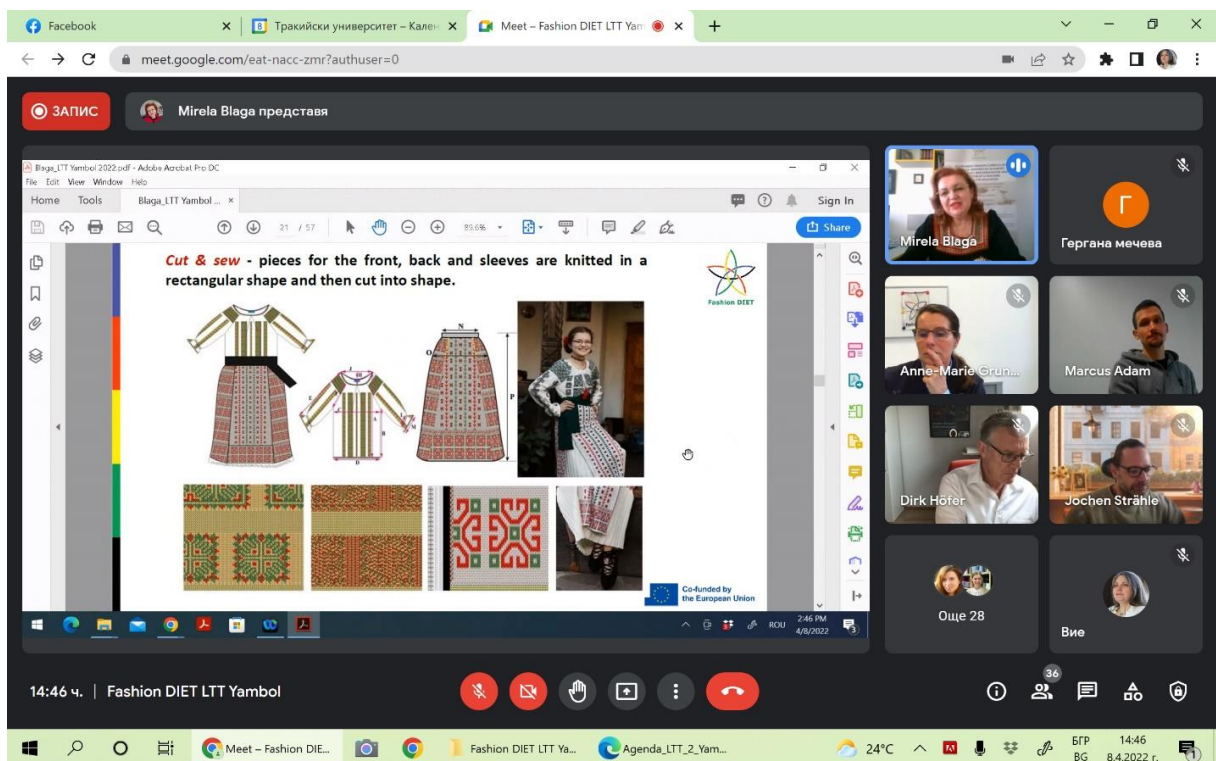 Facebook
Тракийски университет – Кален
Meet – Fashion DIET LTT Yam
meet.google.com/eat-nacc-zmr?authuser=0
ЗАПИС
Mirela Blaga представя
Blaga_LTT Yambol 2022.pdf - Adobe Acrobat Pro DC
File Edit View Window Help
Home Tools Blaga_LTT Yambol ... ×
Sign In
21 / 57
89.6%
Share
Cut & sew - pieces for the front, back and sleeves are knitted in a
rectangular shape and then cut into shape.
Fashion DIET
N
O
P
E
A
B
D
M
Co-funded by
the European Union
ROU
2:46 PM
4/8/2022
Mirela Blaga
Г
Гергана мечева
Anne-Marie Grun...
Marcus Adam
Dirk Höfer
Jochen Strähle
Още 28
Вие
14:46 ч. | Fashion DIET LTT Yambol
36
Meet – Fashion DIE...
Fashion DIET LTT Ya...
Agenda_LTT_2_Yam...
24°C
БГР
BG
14:46
8.4.2022 г.
1